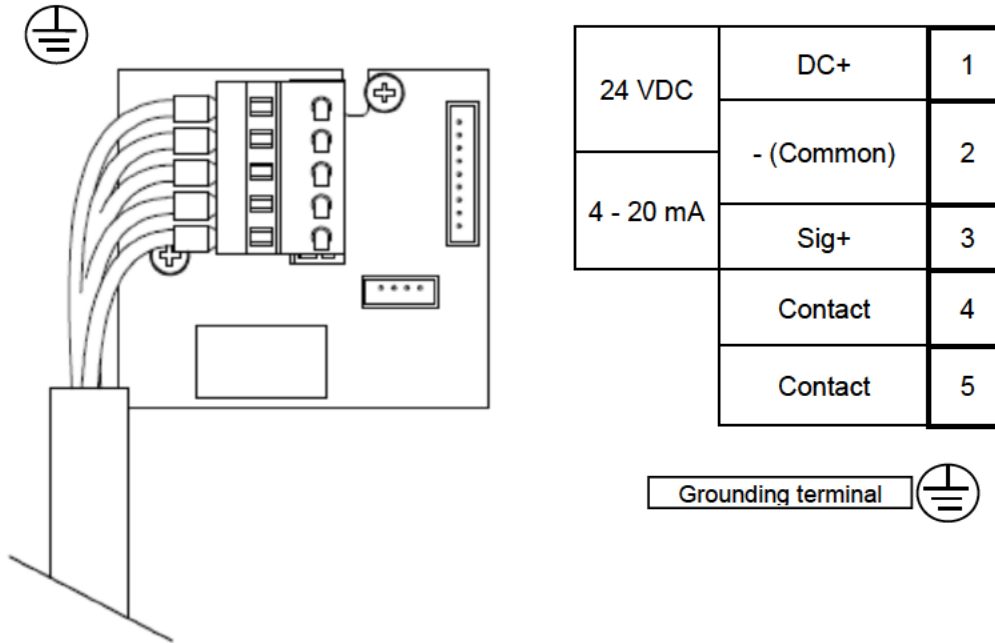 24 VDC
DC+
1
- (Common)
2
4 - 20 mA
Sig+
3
Contact
4
Contact
5
Grounding terminal